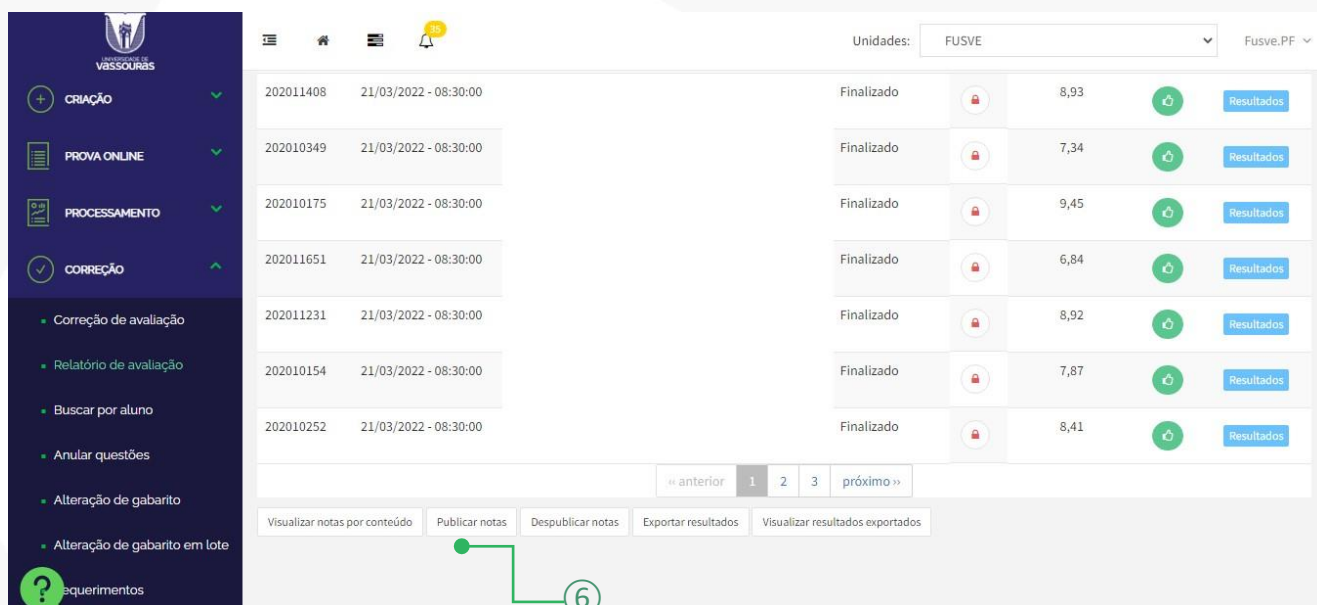 UNIVERSIDADE DE
VASSOURAS
35
Unidades: FUSVE Fusve.PF
CRIAÇÃO
PROVA ONLINE
PROCESSAMENTO
CORREÇÃO
Correção de avaliação
Relatório de avaliação
Buscar por aluno
Anular questões
Alteração de gabarito
Alteração de gabarito em lote
? equerimentos
202011408 21/03/2022 - 08:30:00 Finalizado 8,93 Resultados
202010349 21/03/2022 - 08:30:00 Finalizado 7,34 Resultados
202010175 21/03/2022 - 08:30:00 Finalizado 9,45 Resultados
202011651 21/03/2022 - 08:30:00 Finalizado 6,84 Resultados
202011231 21/03/2022 - 08:30:00 Finalizado 8,92 Resultados
202010154 21/03/2022 - 08:30:00 Finalizado 7,87 Resultados
202010252 21/03/2022 - 08:30:00 Finalizado 8,41 Resultados
‹‹ anterior 1 2 3 próximo ››
Visualizar notas por conteúdo Publicar notas Despublicar notas Exportar resultados Visualizar resultados exportados
6